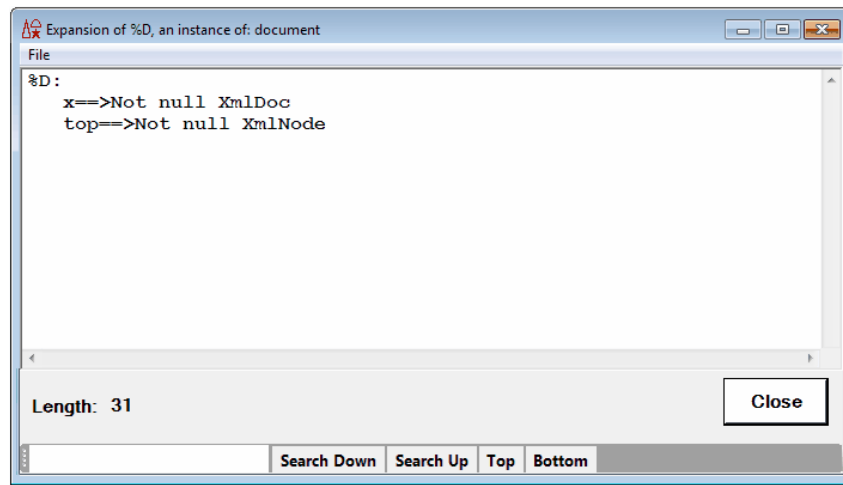 Expansion of %D, an instance of: document
File
%D:
x==>Not null XmlDoc
top==>Not null XmlNode
Length: 31
Close
Search Down Search Up Top Bottom